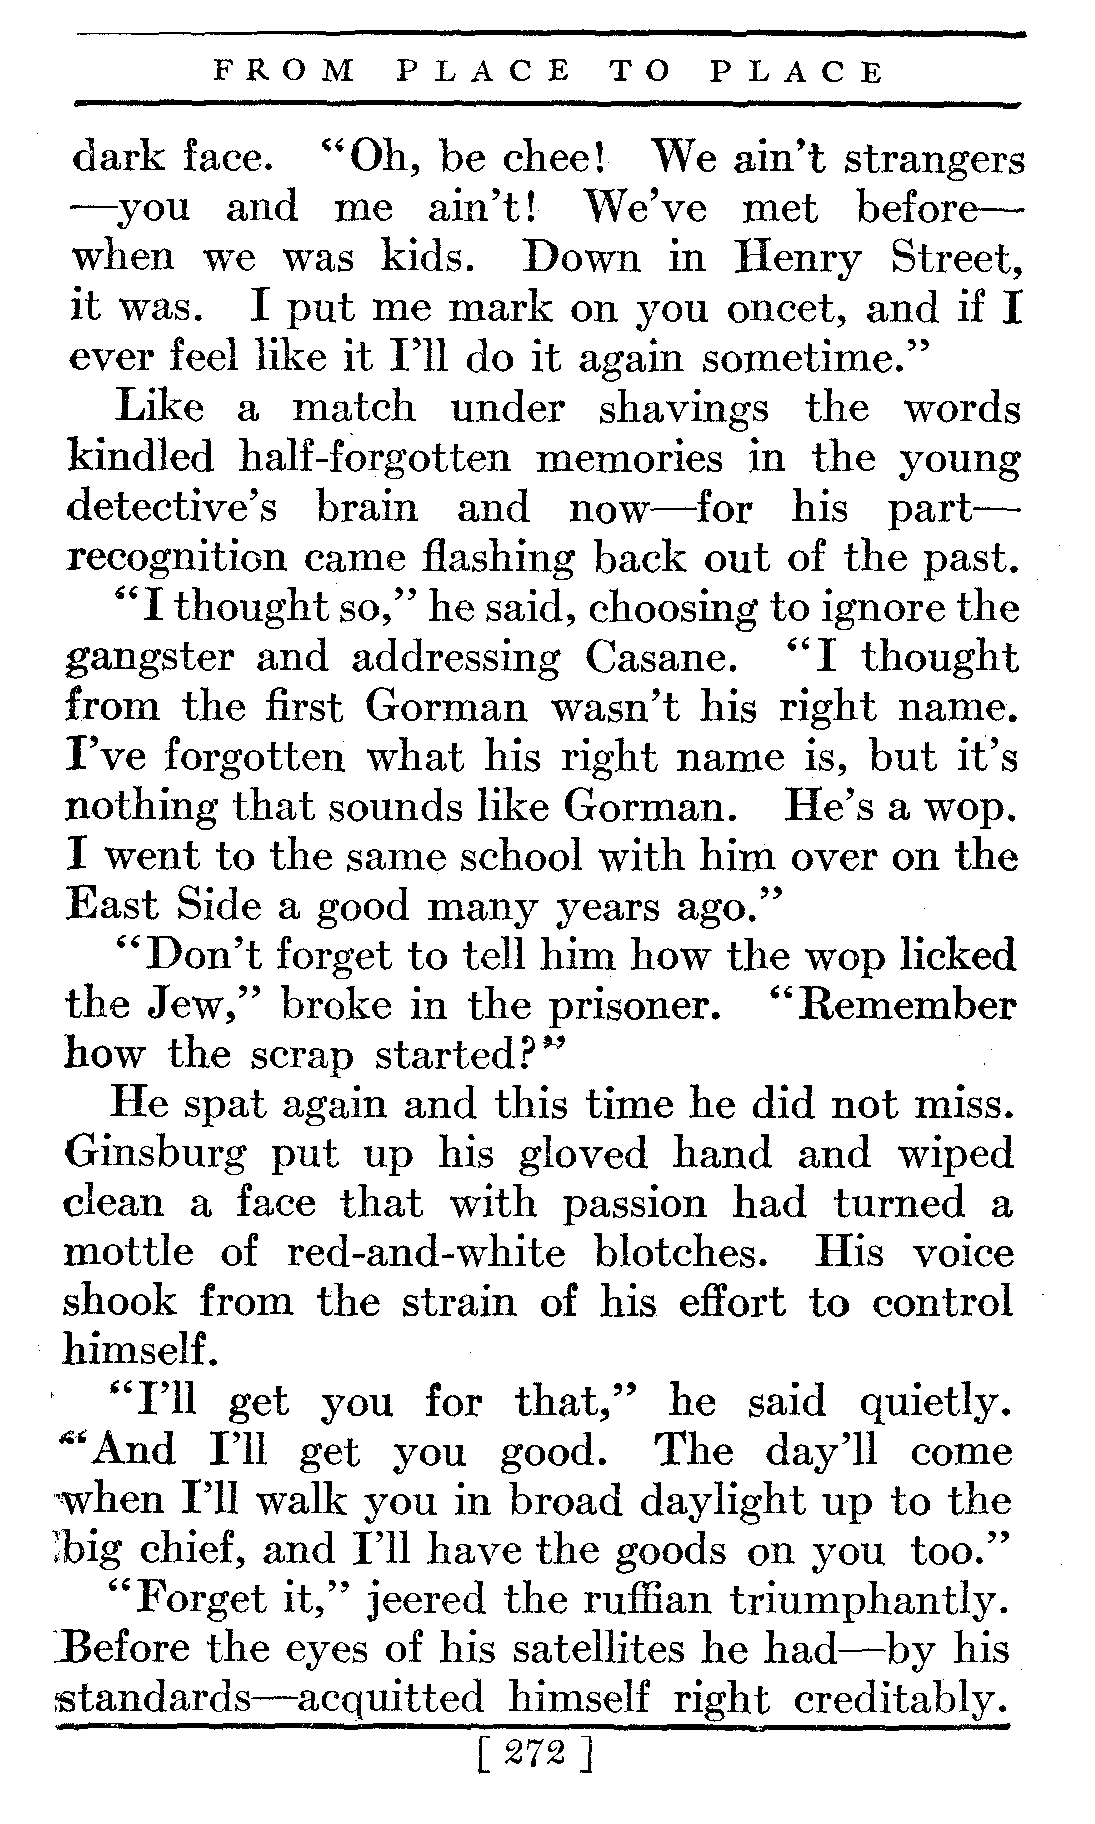 FROM PLACE TO PLACE
dark face. "Oh, be chee! We ain't strangers
—you and me ain't! We've met before—
when we was kids. Down in Henry Street,
it was. I put me mark on you oncet, and if I
ever feel like it I'll do it again sometime."
Like a match under shavings the words
kindled half-forgotten memories in the young
detective's brain and now—for his part—
recognition came flashing back out of the past.
"I thought so," he said, choosing to ignore the
gangster and addressing Casane. "I thought
from the first Gorman wasn't his right name.
I've forgotten what his right name is, but it's
nothing that sounds like Gorman. He's a wop.
I went to the same school with him over on the
East Side a good many years ago."
"Don't forget to tell him how the wop licked
the Jew," broke in the prisoner. "Remember
how the scrap started?"
He spat again and this time he did not miss.
Ginsburg put up his gloved hand and wiped
clean a face that with passion had turned a
mottle of red-and-white blotches. His voice
shook from the strain of his effort to control
himself.
"I'll get you for that," he said quietly.
"And I'll get you good. The day'll come
when I'll walk you in broad daylight up to the
big chief, and I'll have the goods on you too."
"Forget it," jeered the ruffian triumphantly.
Before the eyes of his satellites he had—by his
standards—acquitted himself right creditably.
[ 272 ]